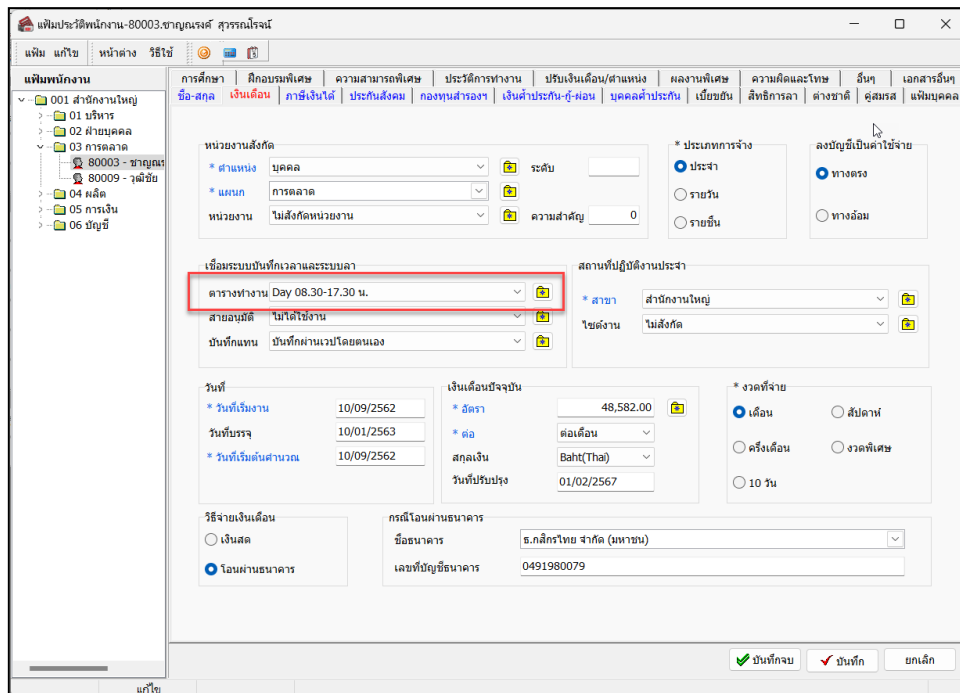 แฟ้มประวัติพนักงาน-80003.ชาญณรงค์ สุวรรณโรจน์
แฟ้ม แก้ไข หน้าต่าง วิธีใช้
แฟ้มพนักงาน
001 สำนักงานใหญ่
01 บริหาร
02 ฝ่ายบุคคล
03 การตลาด
80003 - ชาญณร
80009 - วุฒิชัย
04 ผลิต
05 การเงิน
06 บัญชี
การศึกษา ฝึกอบรมพิเศษ ความสามารถพิเศษ ประวัติการทำงาน ปรับเงินเดือน/ตำแหน่ง ผลงานพิเศษ ความผิดและโทษ อื่นๆ เอกสารอื่นๆ
ชื่อ-สกุล เงินเดือน ภาษีเงินได้ ประกันสังคม กองทุนสำรองฯ เงินค้ำประกัน-กู้-ผ่อน บุคคลค้ำประกัน เบี้ยขยัน สิทธิการลา ต่างชาติ คู่สมรส แฟ้มบุคคล
หน่วยงานสังกัด
* ตำแหน่ง บุคคล ระดับ
* แผนก การตลาด
หน่วยงาน ไม่สังกัดหน่วยงาน ความสำคัญ 0
* ประเภทการจ้าง
ประจำ
รายวัน
รายชิ้น
ลงบัญชีเป็นค่าใช้จ่าย
ทางตรง
ทางอ้อม
เชื่อมระบบบันทึกเวลาและระบบลา
ตารางทำงาน Day 08.30-17.30 น.
สายอนุมัติ ไม่ได้ใช้งาน
บันทึกแทน บันทึกผ่านเวปโดยตนเอง
สถานที่ปฏิบัติงานประจำ
* สาขา สำนักงานใหญ่
ไซด์งาน ไม่สังกัด
วันที่
* วันที่เริ่มงาน 10/09/2562
วันที่บรรจุ 10/01/2563
* วันที่เริ่มต้นคำนวณ 10/09/2562
เงินเดือนปัจจุบัน
* อัตรา 48,582.00
* ต่อ ต่อเดือน
สกุลเงิน Baht(Thai)
วันที่ปรับปรุง 01/02/2567
* งวดที่จ่าย
เดือน สัปดาห์
ครึ่งเดือน งวดพิเศษ
10 วัน
วิธีจ่ายเงินเดือน
เงินสด
โอนผ่านธนาคาร
กรณีโอนผ่านธนาคาร
ชื่อธนาคาร ธ.กสิกรไทย จำกัด (มหาชน)
เลขที่บัญชีธนาคาร 0491980079
บันทึกจบ บันทึก ยกเลิก
แก้ไข